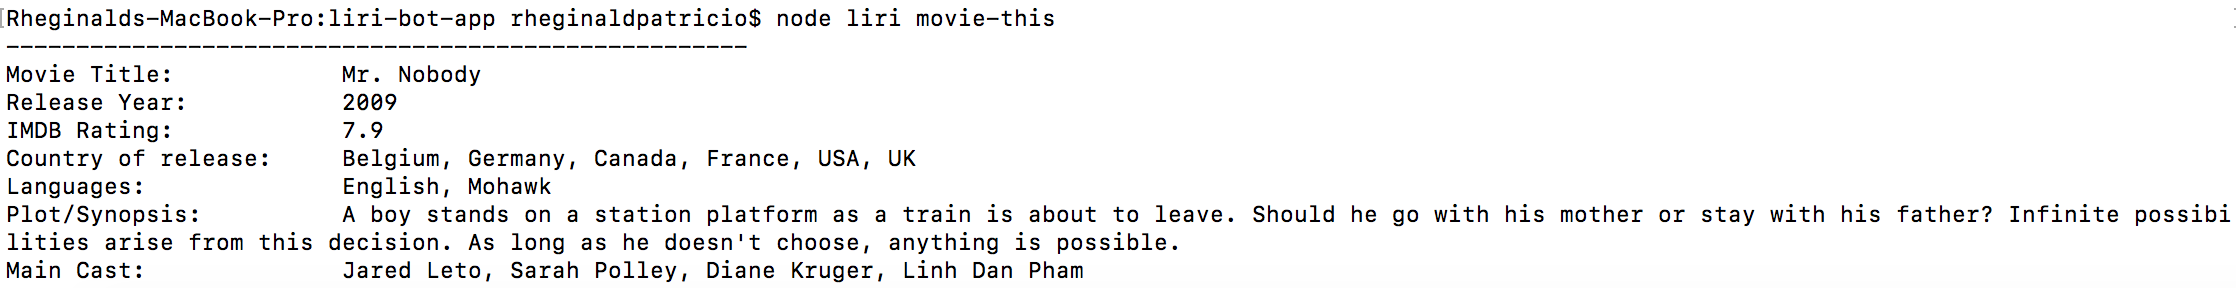 [Rheginalds-MacBook-Pro:liri-bot-app rheginaldpatricio$ node liri movie-this
-----------------------------------------------------
Movie Title:            Mr. Nobody
Release Year:           2009
IMDB Rating:            7.9
Country of release:     Belgium, Germany, Canada, France, USA, UK
Languages:              English, Mohawk
Plot/Synopsis:          A boy stands on a station platform as a train is about to leave. Should he go with his mother or stay with his father? Infinite possibi
lities arise from this decision. As long as he doesn't choose, anything is possible.
Main Cast:              Jared Leto, Sarah Polley, Diane Kruger, Linh Dan Pham